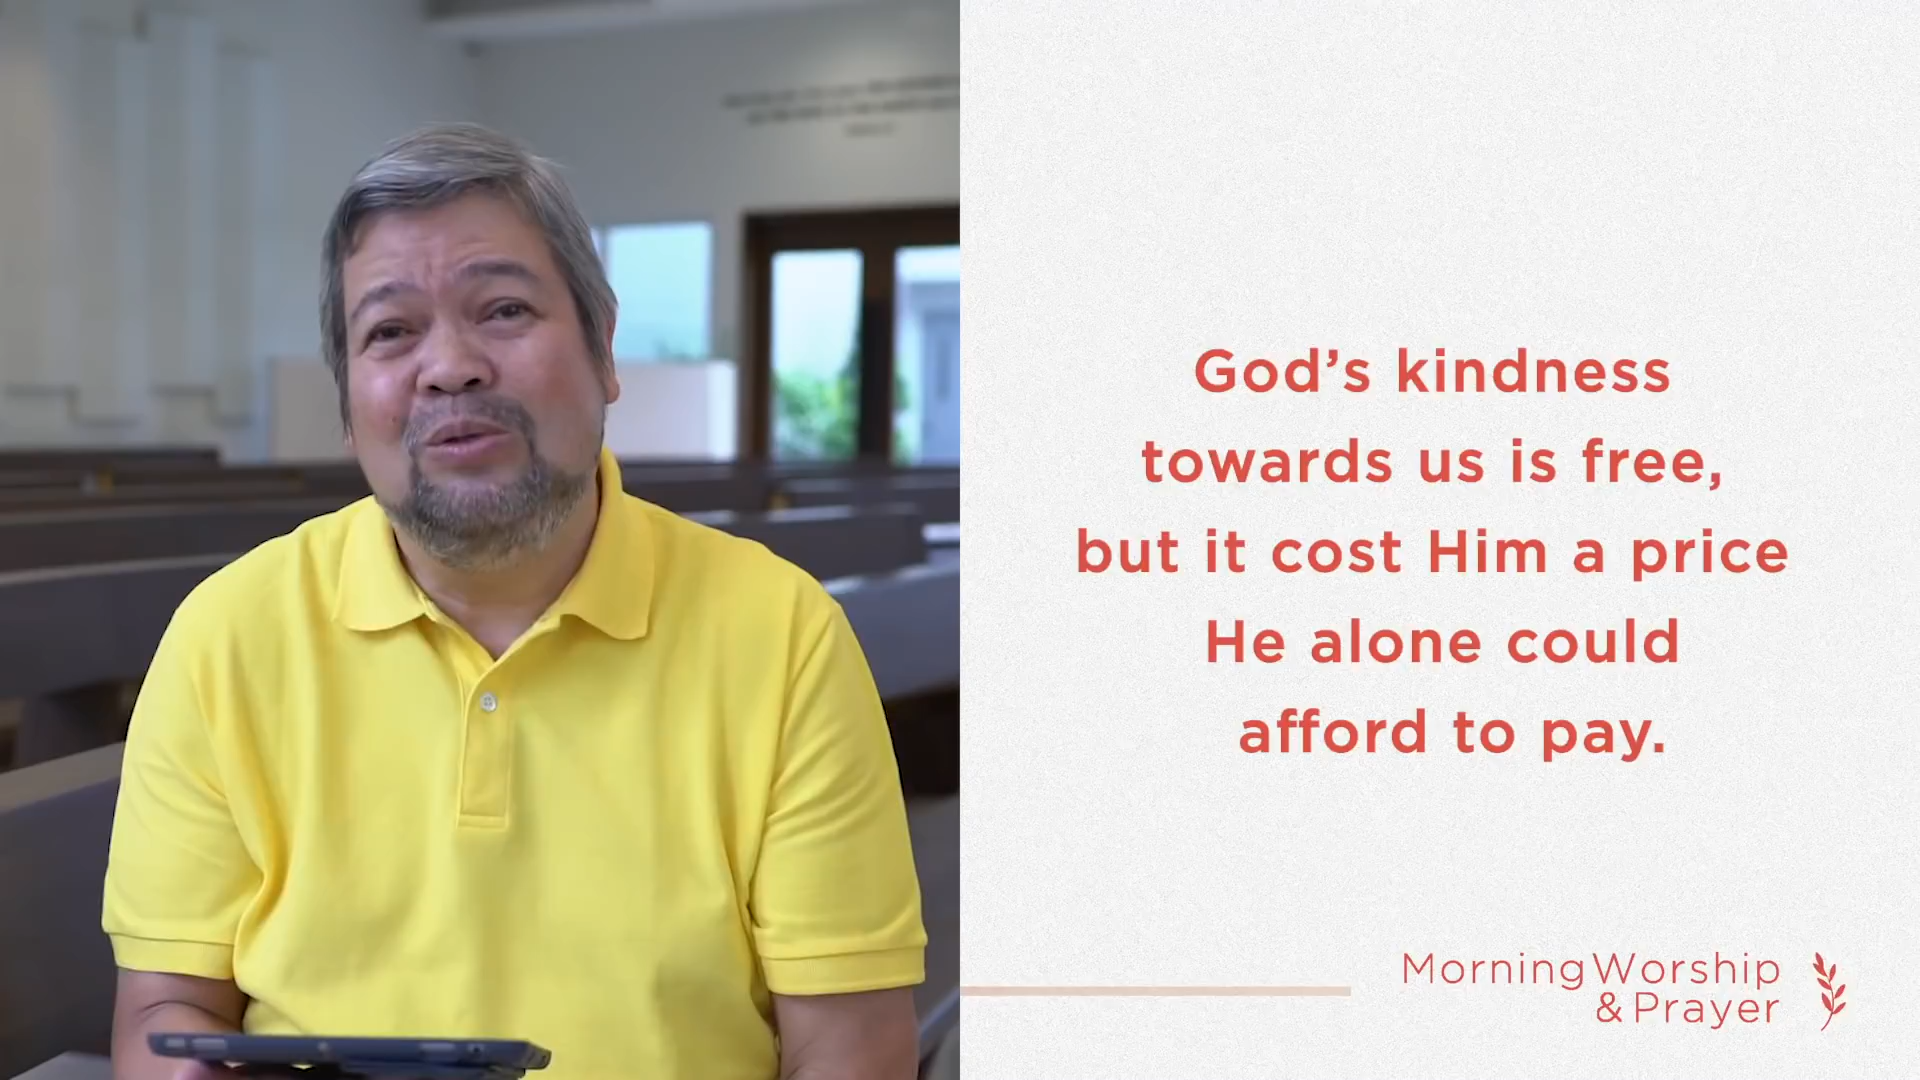 God’s kindness
towards us is free,
but it cost Him a price
He alone could
afford to pay.
Morning Worship
& Prayer